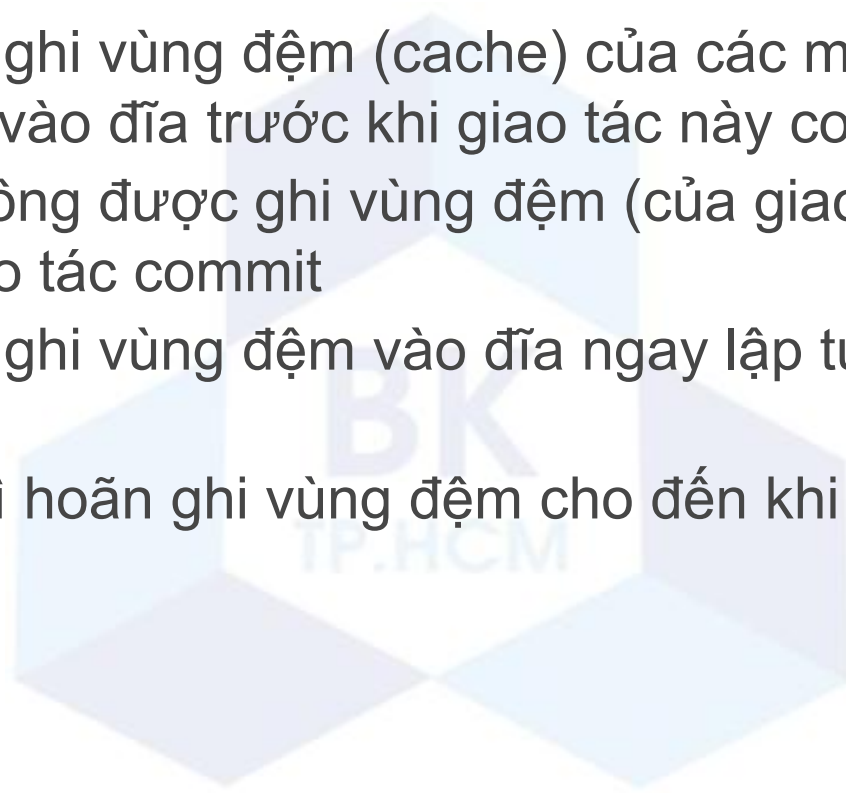 ghi vùng đệm (cache) của các m
vào đĩa trước khi giao tác này co
ông được ghi vùng đệm (của giao
o tác commit
ghi vùng đệm vào đĩa ngay lập tứ
ì hoãn ghi vùng đệm cho đến khi
BK
TP.HCM